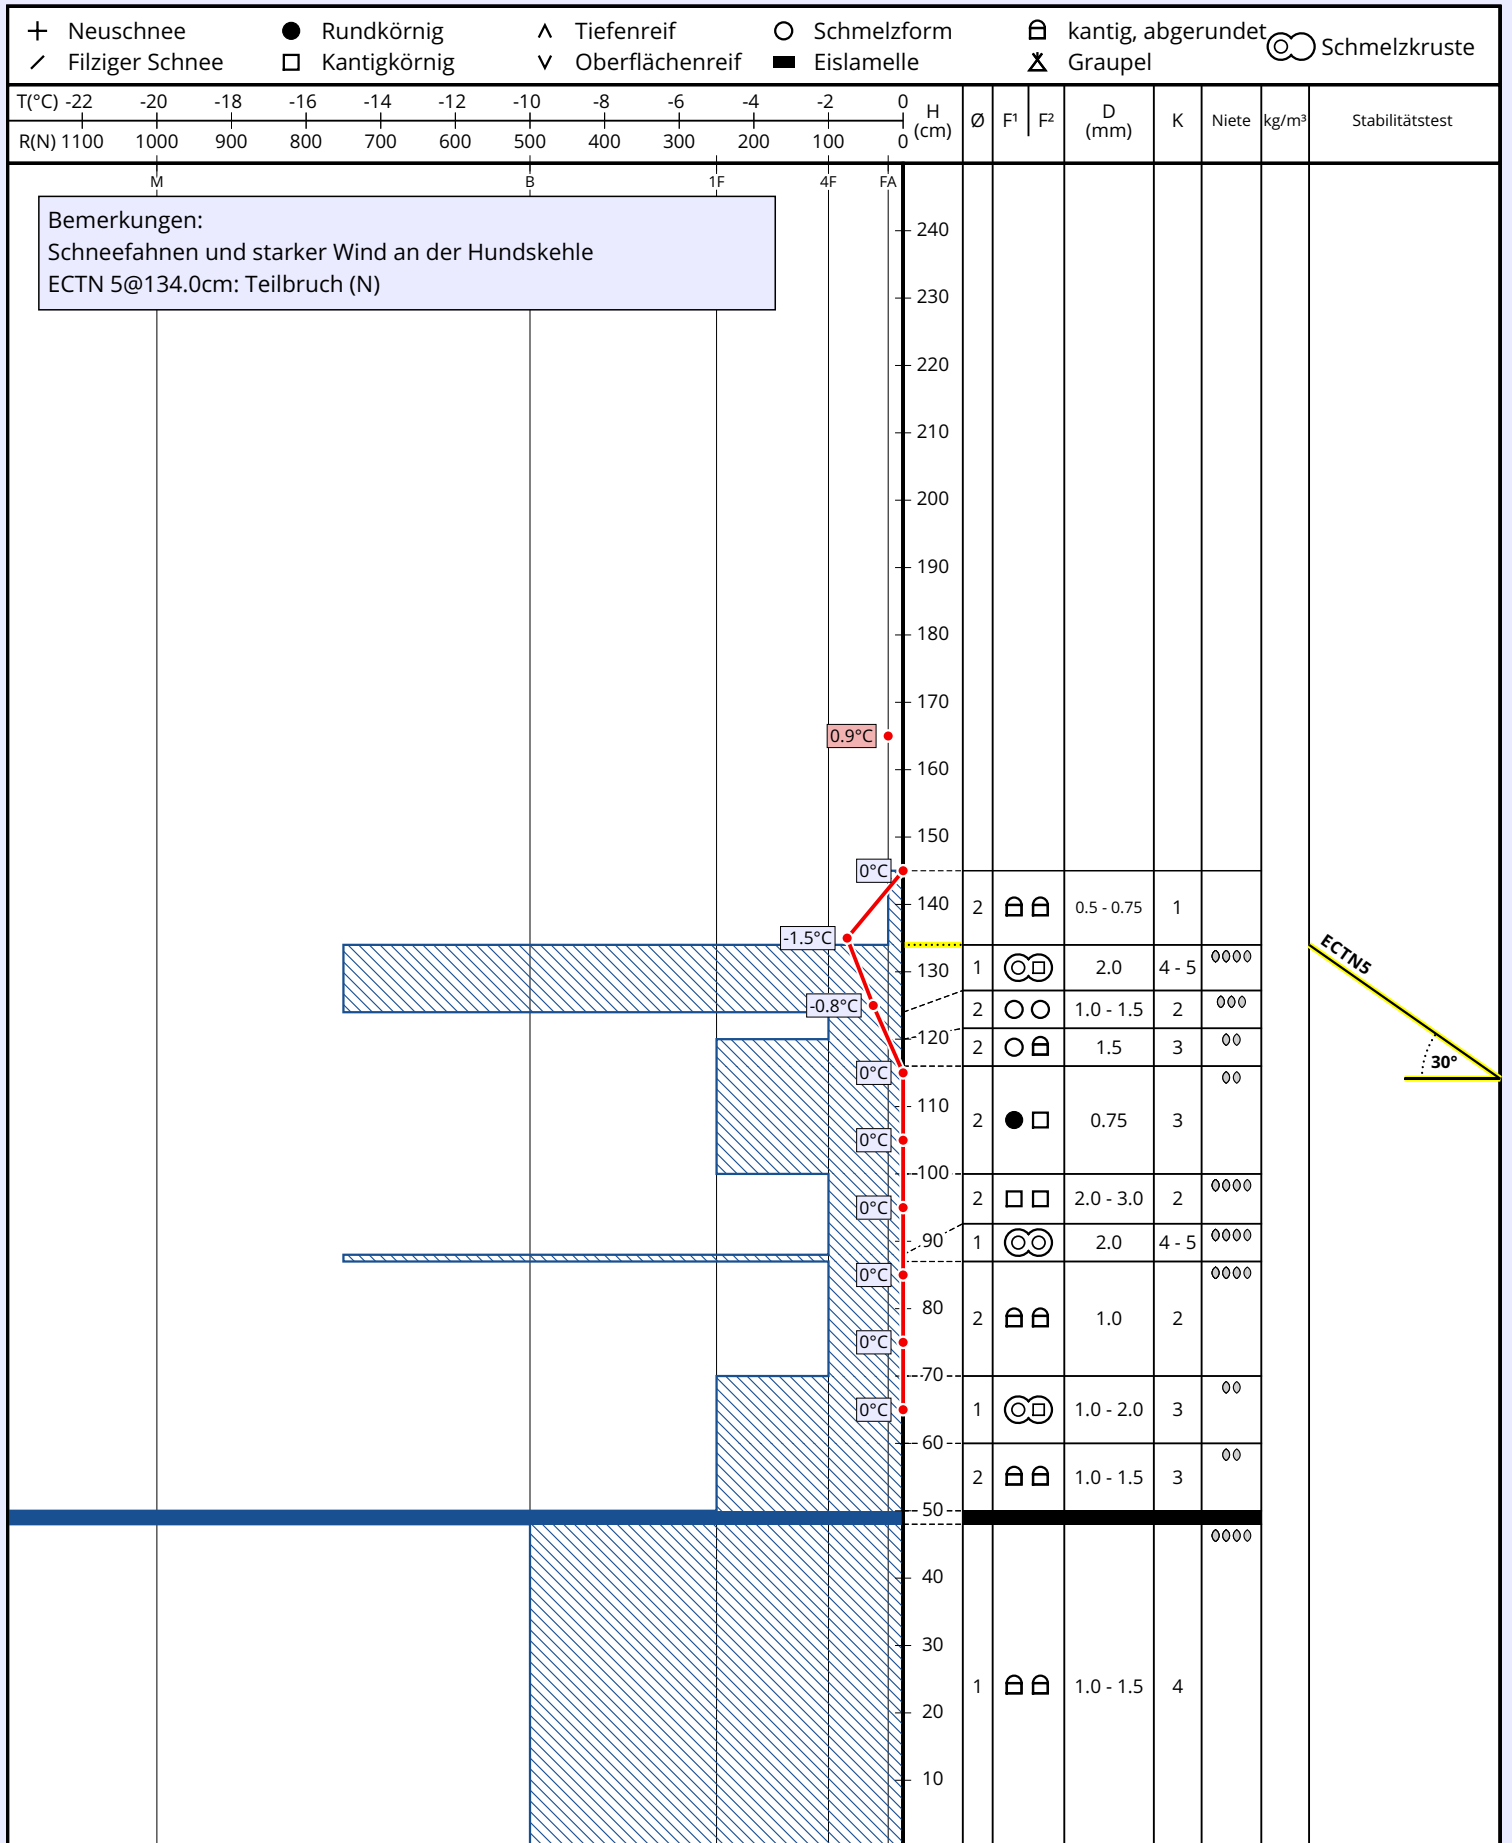 Neuschnee Rundkörnig Tiefenreif Schmelzform kantig, abgerundet Schmelzkruste
Filziger Schnee Kantigkörnig Oberflächenreif Eislamelle Graupel
T(°C) -22 -20 -18 -16 -14 -12 -10 -8 -6 -4 -2 0
R(N) 1100 1000 900 800 700 600 500 400 300 200 100 0
H (cm) Ø F¹ F² D (mm) K Niete kg/m³ Stabilitätstest
M B 1F 4F FA
Bemerkungen:
Schneefahnen und starker Wind an der Hundskehle
ECTN 5@134.0cm: Teilbruch (N)
240
230
220
210
200
190
180
170
0.9°C
160
150
0°C
140 2 0.5 - 0.75 1
-1.5°C
ECTN5
130 1 2.0 4 - 5
-0.8°C 2 1.0 - 1.5 2
120 2 1.5 3
30°
0°C
110 2 0.75 3
0°C
100
0°C 2 2.0 - 3.0 2
90 1 2.0 4 - 5
0°C
80 2 1.0 2
0°C
70
0°C 1 1.0 - 2.0 3
60
2 1.0 - 1.5 3
50
40
30
1 1.0 - 1.5 4
20
10